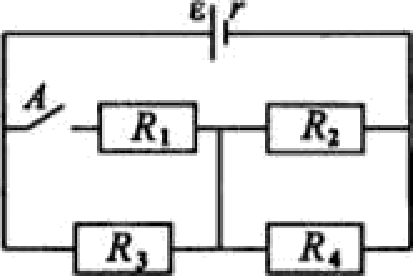 ε r
A R₁ R₂
R₃ R₄